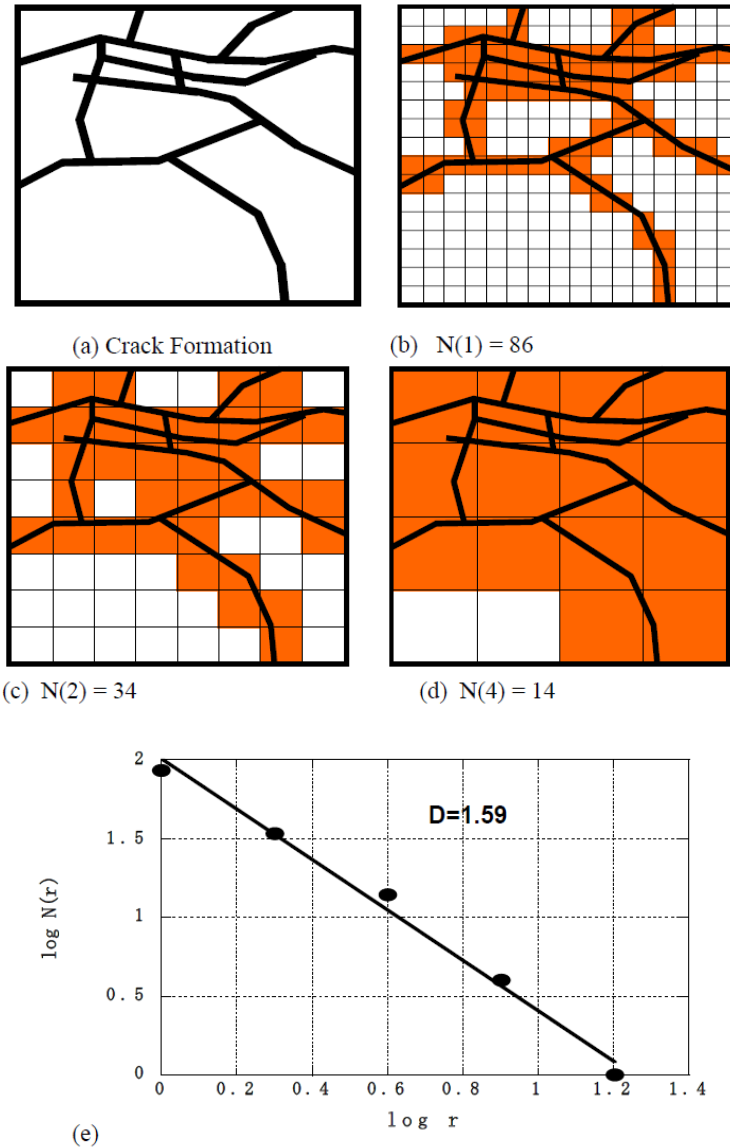 (a) Crack Formation
(b) N(1) = 86
(c) N(2) = 34
(d) N(4) = 14
2
1.5
1
0.5
0
log N(r)
D=1.59
0 0.2 0.4 0.6 0.8 1 1.2 1.4
log r
(e)